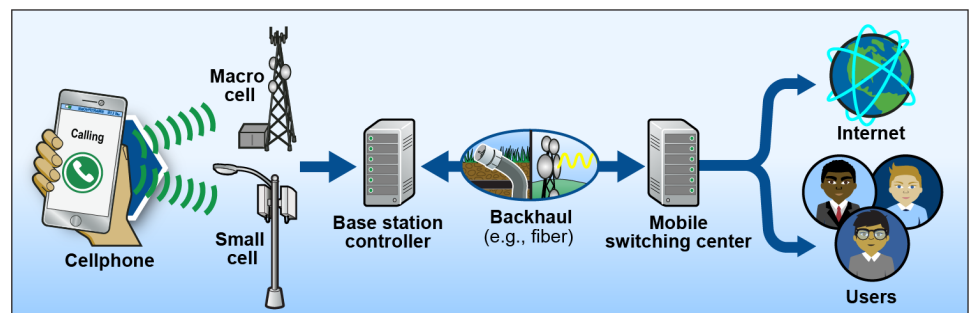 Calling
Cellphone
Macro
cell
Small
cell
Base station
controller
Backhaul
(e.g., fiber)
Mobile
switching center
Internet
Users